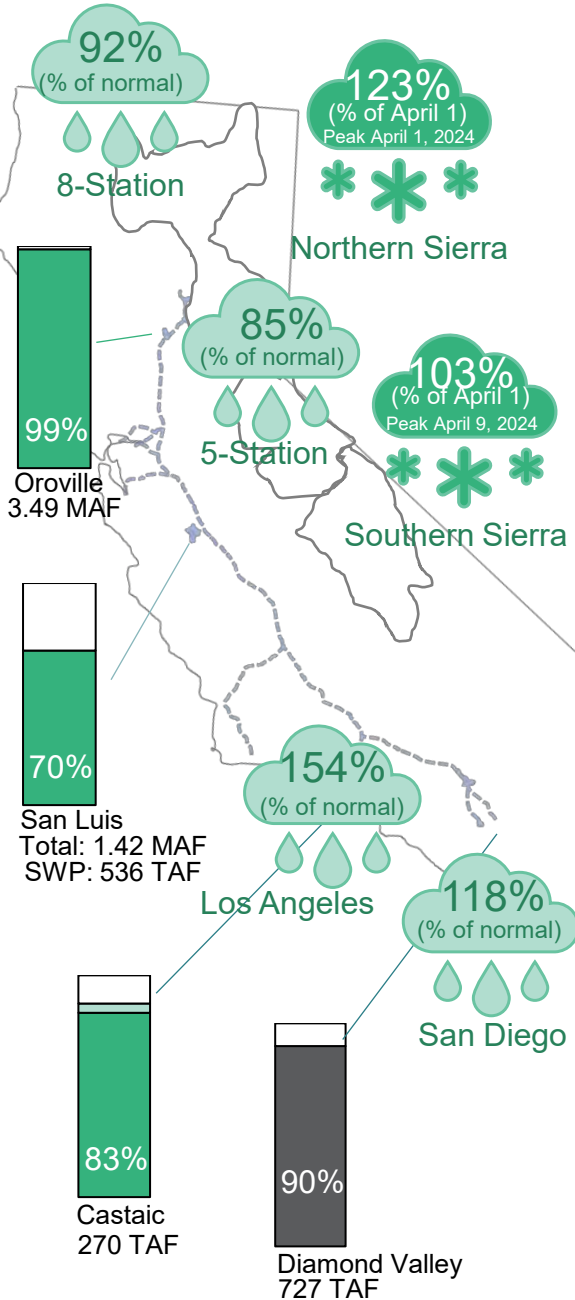 92%
(% of normal)
8-Station
123%
(% of April 1)
Peak April 1, 2024
Northern Sierra
99%
Oroville
3.49 MAF
85%
(% of normal)
5-Station
103%
(% of April 1)
Peak April 9, 2024
Southern Sierra
70%
San Luis
Total: 1.42 MAF
SWP: 536 TAF
154%
(% of normal)
Los Angeles
118%
(% of normal)
San Diego
83%
Castaic
270 TAF
90%
Diamond Valley
727 TAF